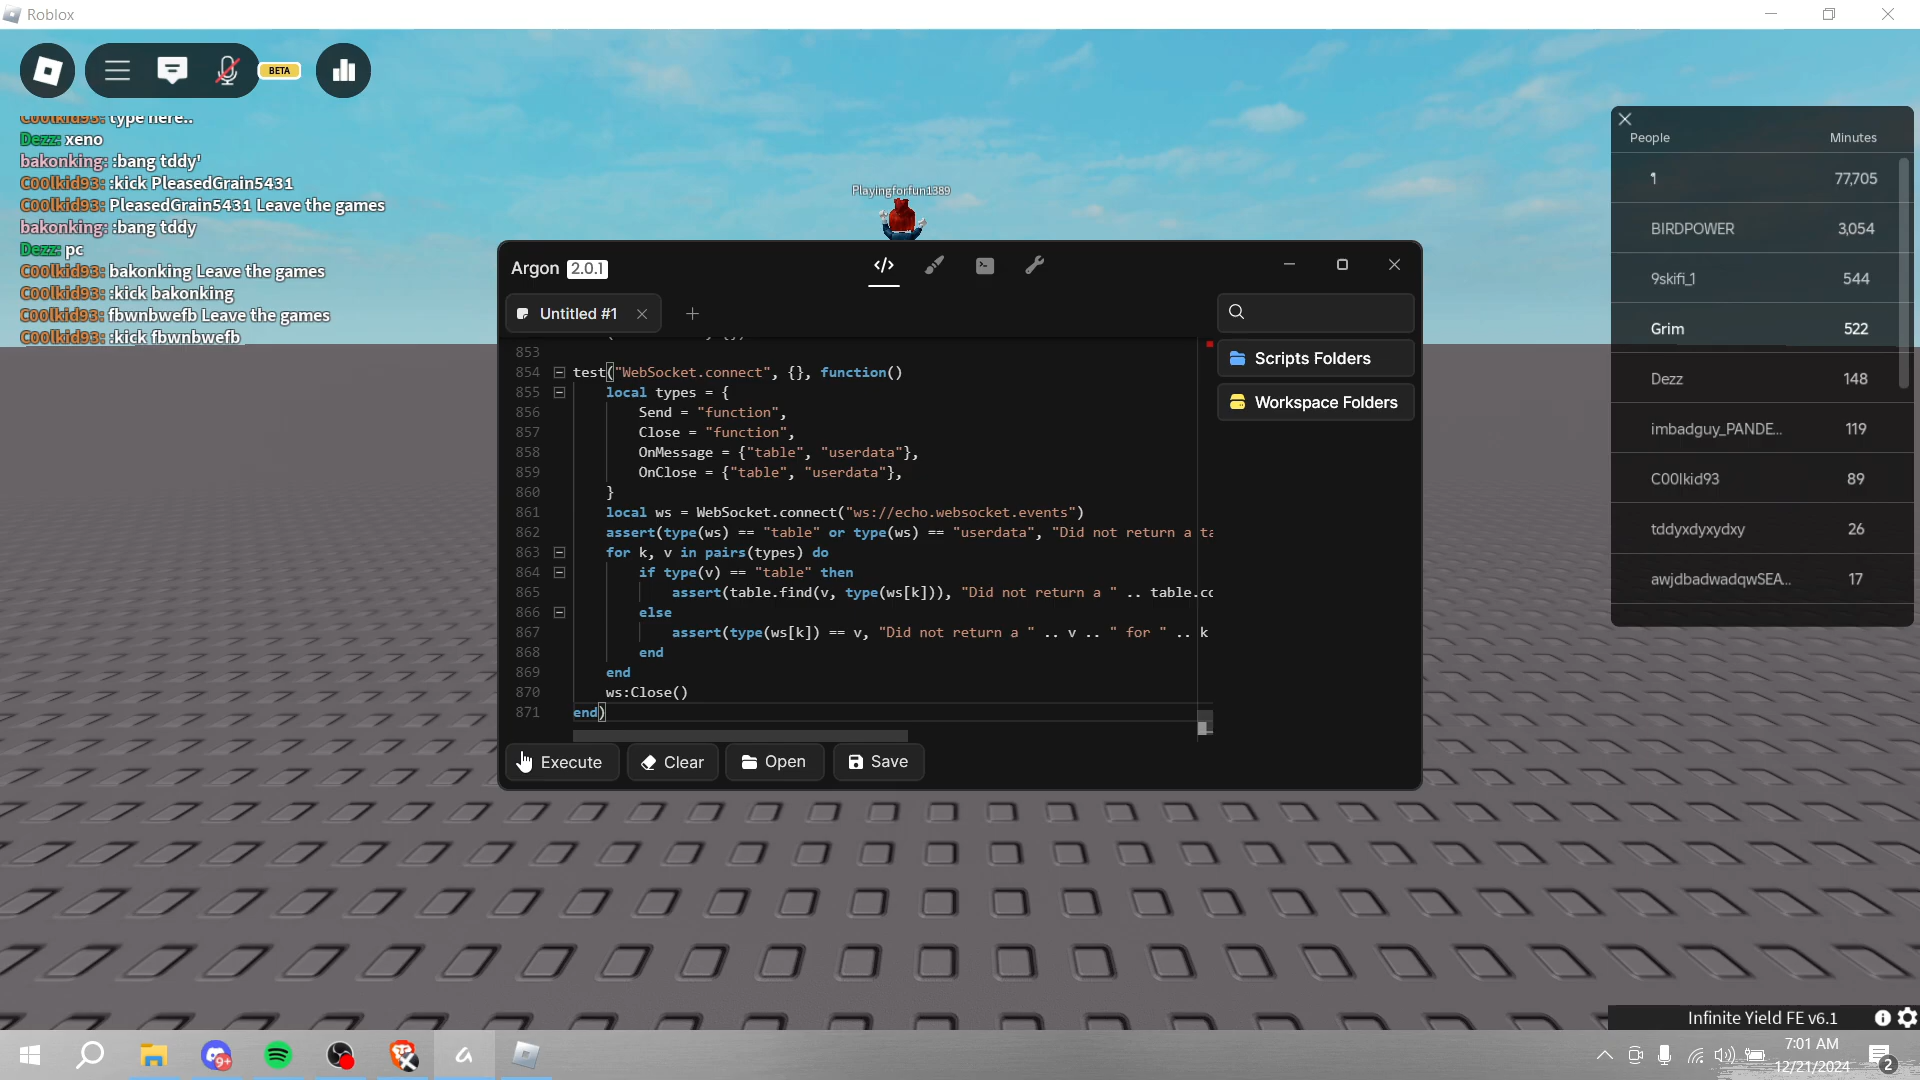 Roblox
BETA
C00lkid93: type here..
Dezz: xeno
bakonking: :bang tddy'
C00lkid93: :kick PleasedGrain5431
C00lkid93: PleasedGrain5431 Leave the games
bakonking: :bang tddy
Dezz: pc
C00lkid93: bakonking Leave the games
C00lkid93: :kick bakonking
C00lkid93: fbwnbwefb Leave the games
C00lkid93: :kick fbwnbwefb
Playingforfun1389
Argon 2.0.1
Untitled #1
853
854 test("WebSocket.connect", {}, function()
855 local types = {
856 Send = "function",
857 Close = "function",
858 OnMessage = {"table", "userdata"},
859 OnClose = {"table", "userdata"},
860 }
861 local ws = WebSocket.connect("ws://echo.websocket.events")
862 assert(type(ws) == "table" or type(ws) == "userdata", "Did not return a ta
863 for k, v in pairs(types) do
864 if type(v) == "table" then
865 assert(table.find(v, type(ws[k])), "Did not return a " .. table.co
866 else
867 assert(type(ws[k]) == v, "Did not return a " .. v .. " for " .. k
868 end
869 end
870 ws:Close()
871 end)
Execute
Clear
Open
Save
Scripts Folders
Workspace Folders
People Minutes
1 77,705
BIRDPOWER 3,054
9skifi_1 544
Grim 522
Dezz 148
imbadguy_PANDE... 119
C00lkid93 89
tddyxdyxydxy 26
awjdbadwadqwSEA... 17
Infinite Yield FE v6.1
9+
7:01 AM
12/21/2024
2